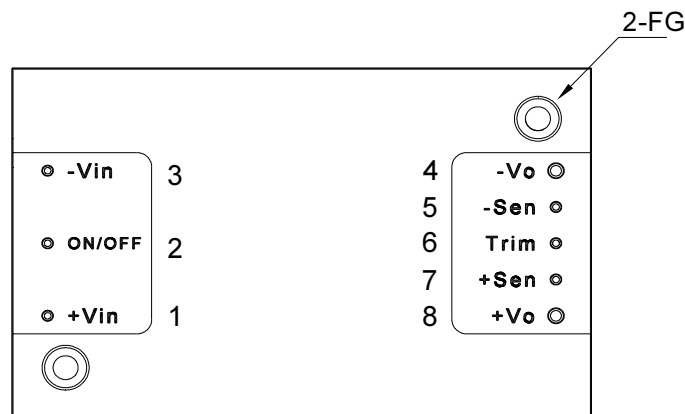 2-FG
-Vin 3 4 -Vo
5 -Sen
ON/OFF 2 6 Trim
7 +Sen
+Vin 1 8 +Vo